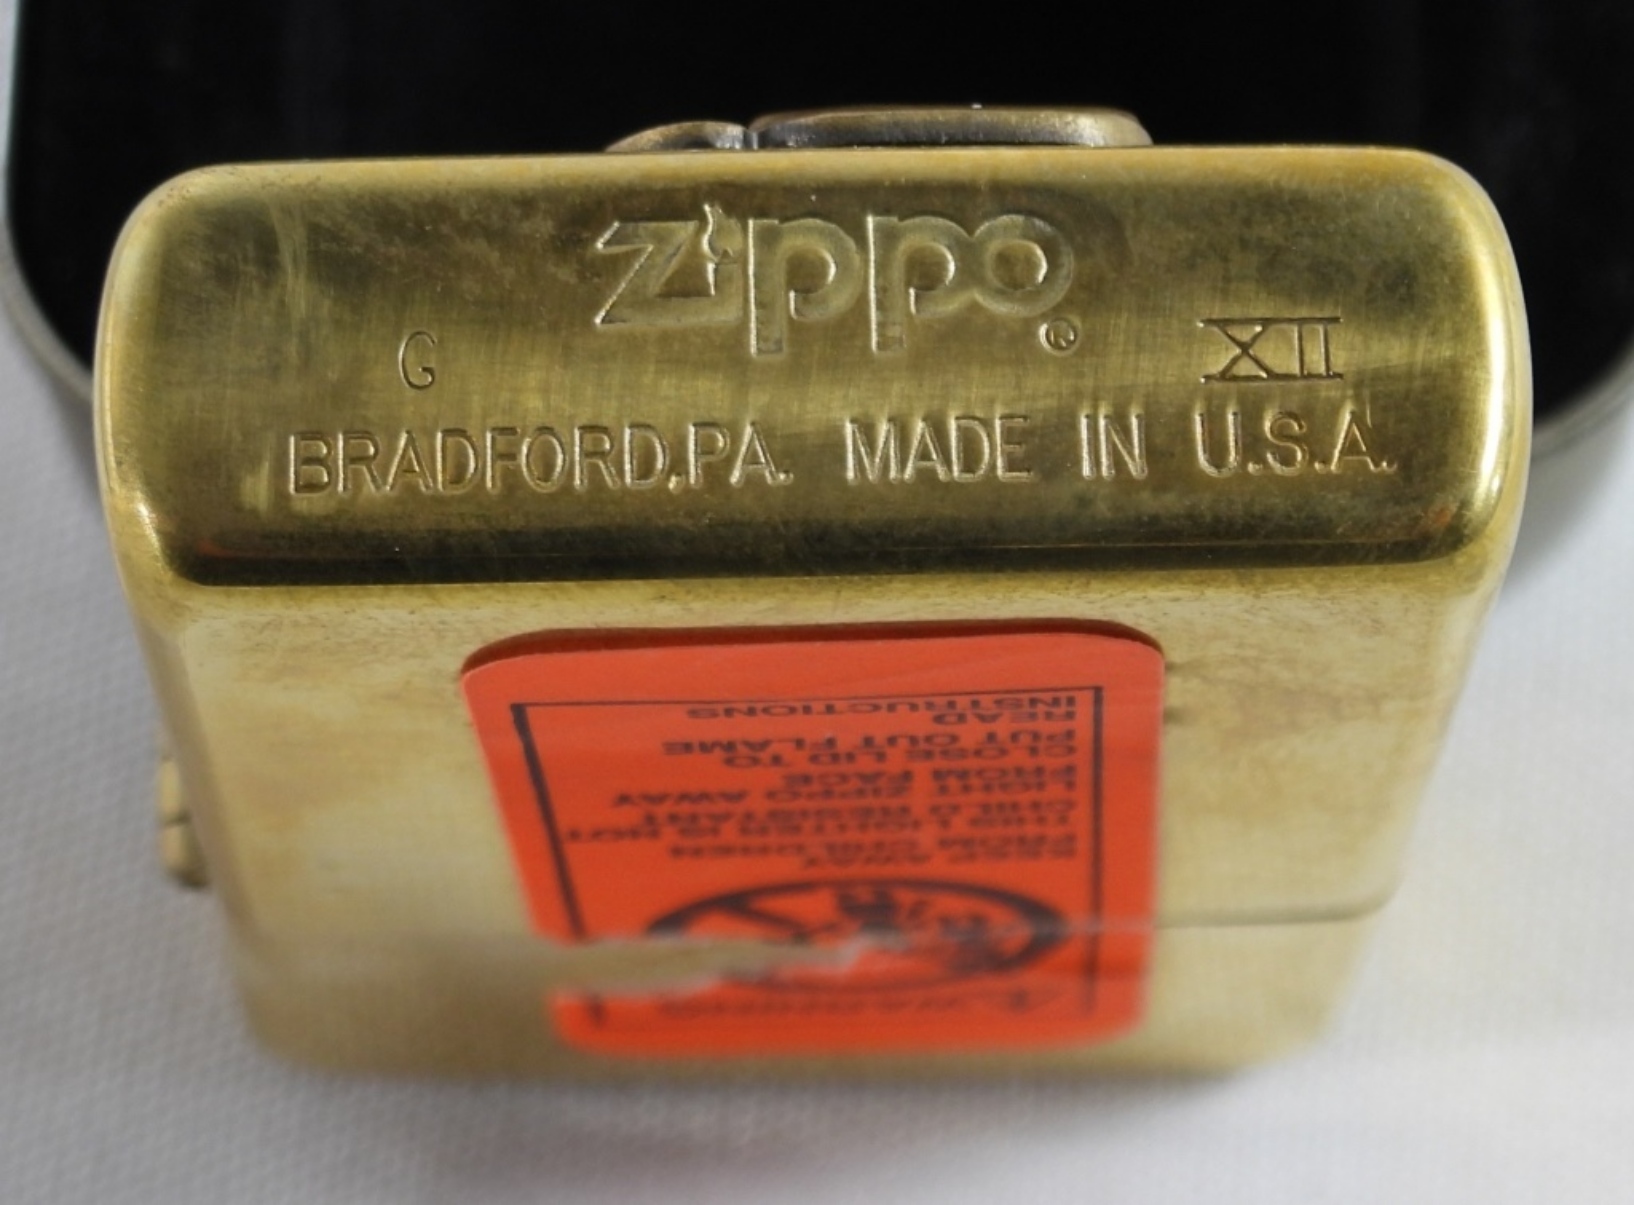 zippo®
G XII
BRADFORD,PA. MADE IN U.S.A.
WARNING
KEEP AWAY
FROM CHILDREN
THIS LIGHTER IS NOT
CHILD RESISTANT
LIGHT ZIPPO AWAY
FROM FACE
CLOSE LID TO
PUT OUT FLAME
READ
INSTRUCTIONS